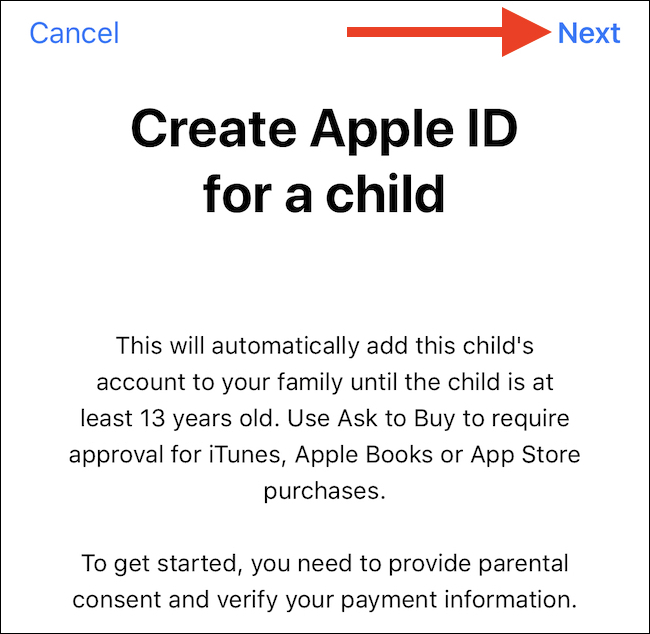 Cancel
Next
Create Apple ID
for a child
This will automatically add this child's
account to your family until the child is at
least 13 years old. Use Ask to Buy to require
approval for iTunes, Apple Books or App Store
purchases.
To get started, you need to provide parental
consent and verify your payment information.